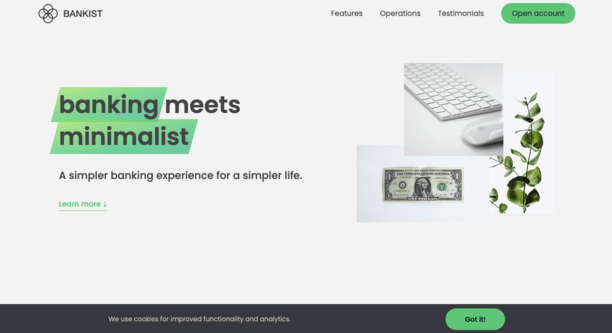 BANKIST
Features Operations Testimonials Open account
banking meets
minimalist
A simpler banking experience for a simpler life.
Learn more ↓
We use cookies for improved functionality and analytics.
Got it!